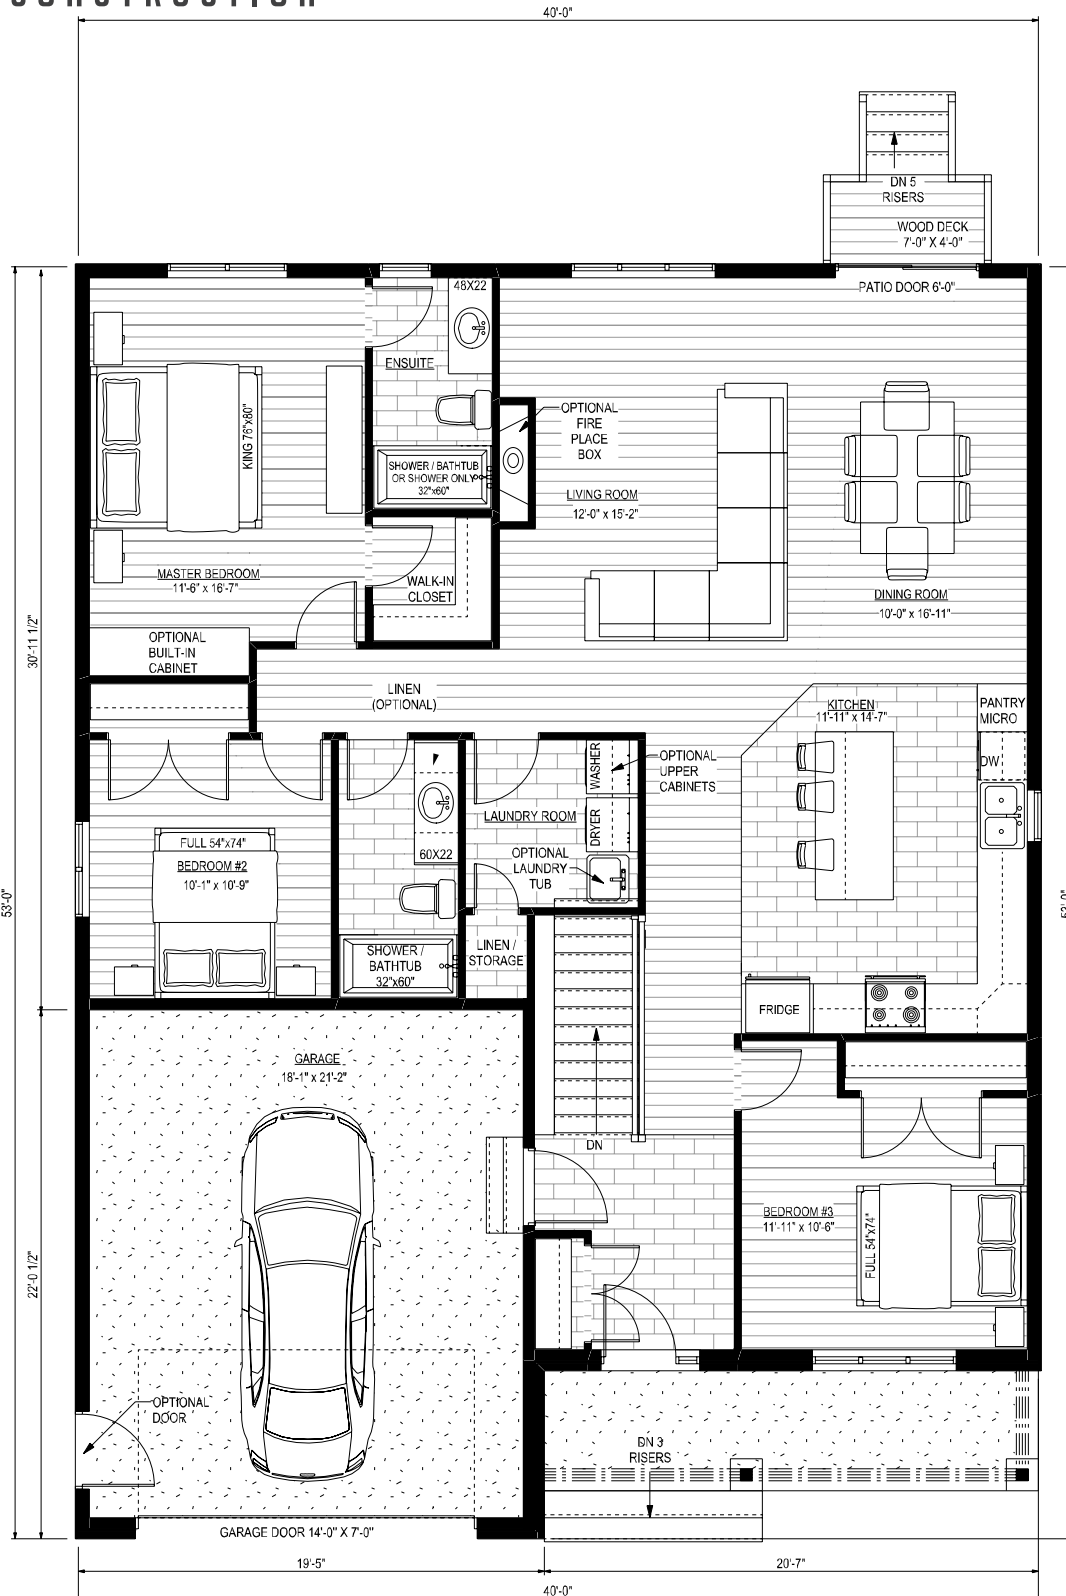 CONSTRUCTION
40'-0"
DN 5
RISERS
WOOD DECK
7'-0" X 4'-0"
PATIO DOOR 6'-0"
48X22
ENSUITE
KING 76"x80"
OPTIONAL
FIRE
PLACE
BOX
SHOWER / BATHTUB
OR SHOWER ONLY
32"x60"
LIVING ROOM
12'-0" x 15'-2"
MASTER BEDROOM
11'-6" x 16'-7"
WALK-IN
CLOSET
DINING ROOM
10'-0" x 16'-11"
OPTIONAL
BUILT-IN
CABINET
30'-11 1/2"
LINEN
(OPTIONAL)
KITCHEN
11'-11" x 14'-7"
PANTRY
MICRO
DW
WASHER
OPTIONAL
UPPER
CABINETS
DRYER
LAUNDRY ROOM
FULL 54"x74"
BEDROOM #2
10'-1" x 10'-9"
60X22
OPTIONAL
LAUNDRY
TUB
53'-0"
53'-0"
SHOWER /
BATHTUB
32"x60"
LINEN /
STORAGE
FRIDGE
GARAGE
18'-1" x 21'-2"
DN
BEDROOM #3
11'-11" x 10'-6"
FULL 54"x74"
22'-0 1/2"
OPTIONAL
DOOR
DN 3
RISERS
GARAGE DOOR 14'-0" X 7'-0"
19'-5"
20'-7"
40'-0"